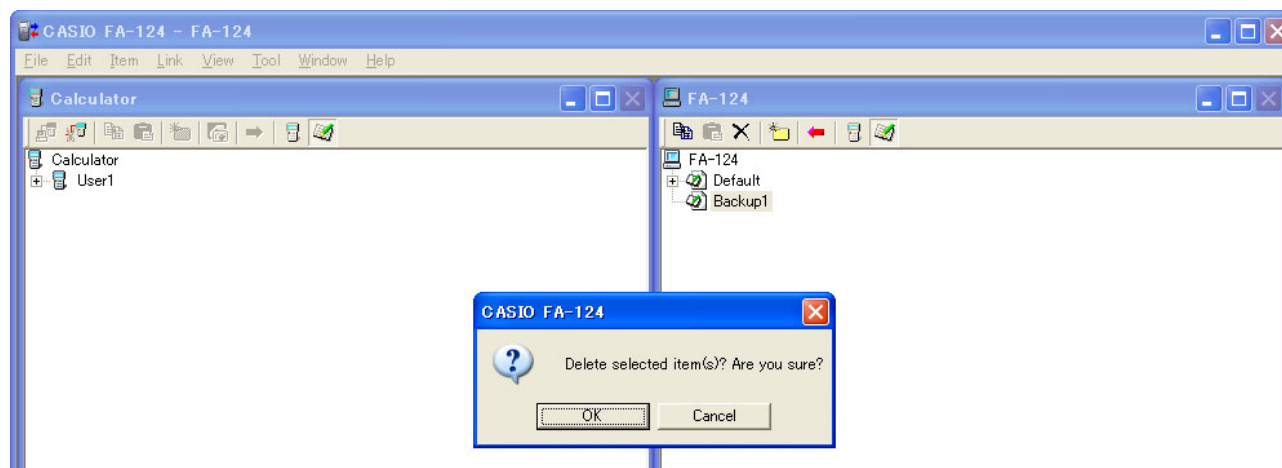 CASIO FA-124 - FA-124
File Edit Item Link View Tool Window Help
Calculator
Calculator
User1
FA-124
FA-124
Default
Backup1
CASIO FA-124
Delete selected item(s)? Are you sure?
OK Cancel